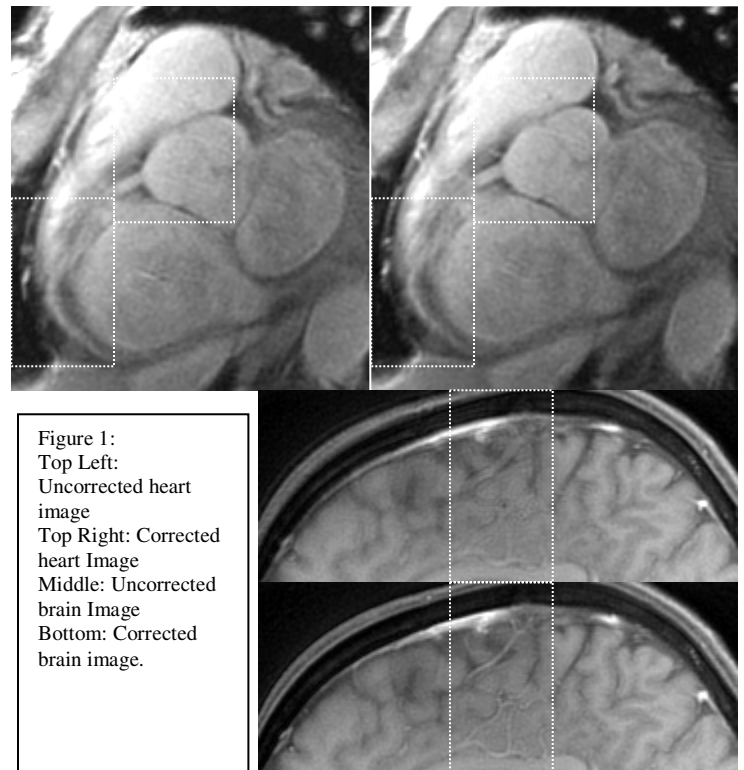 Figure 1:
Top Left:
Uncorrected heart
image
Top Right: Corrected
heart Image
Middle: Uncorrected
brain Image
Bottom: Corrected
brain image.